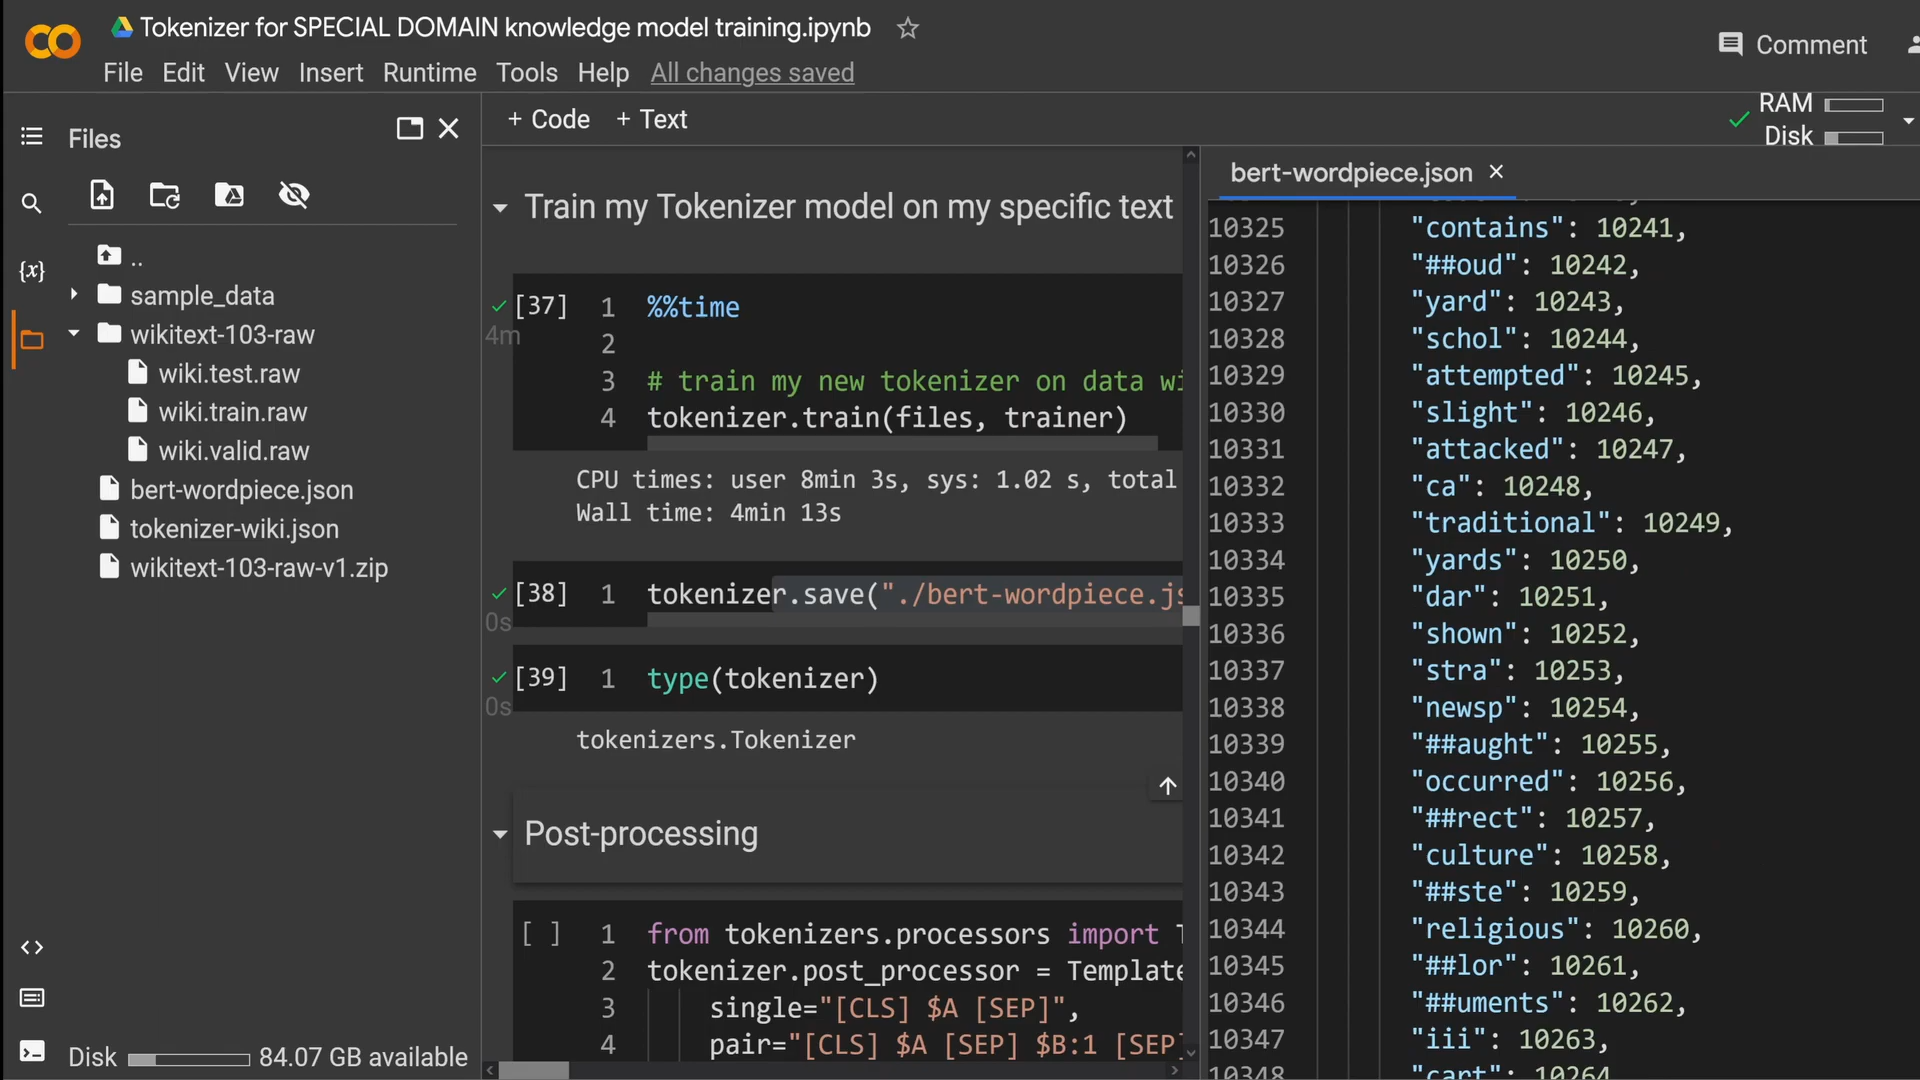 Tokenizer for SPECIAL DOMAIN knowledge model training.ipynb
File Edit View Insert Runtime Tools Help All changes saved
Comment
RAM
Disk
Files
..
sample_data
wikitext-103-raw
wiki.test.raw
wiki.train.raw
wiki.valid.raw
bert-wordpiece.json
tokenizer-wiki.json
wikitext-103-raw-v1.zip
{x}
Disk 84.07 GB available
+ Code + Text
Train my Tokenizer model on my specific text
[37] 1 %%time
4m
2
3 # train my new tokenizer on data wi
4 tokenizer.train(files, trainer)
CPU times: user 8min 3s, sys: 1.02 s, total
Wall time: 4min 13s
[38] 1 tokenizer.save("./bert-wordpiece.js
0s
[39] 1 type(tokenizer)
0s
tokenizers.Tokenizer
Post-processing
[ ] 1 from tokenizers.processors import T
2 tokenizer.post_processor = Template
3 single="[CLS] $A [SEP]",
4 pair="[CLS] $A [SEP] $B:1 [SEP]
bert-wordpiece.json
10325 "contains": 10241,
10326 "##oud": 10242,
10327 "yard": 10243,
10328 "schol": 10244,
10329 "attempted": 10245,
10330 "slight": 10246,
10331 "attacked": 10247,
10332 "ca": 10248,
10333 "traditional": 10249,
10334 "yards": 10250,
10335 "dar": 10251,
10336 "shown": 10252,
10337 "stra": 10253,
10338 "newsp": 10254,
10339 "##aught": 10255,
10340 "occurred": 10256,
10341 "##rect": 10257,
10342 "culture": 10258,
10343 "##ste": 10259,
10344 "religious": 10260,
10345 "##lor": 10261,
10346 "##uments": 10262,
10347 "iii": 10263,
10348 "cart": 10264